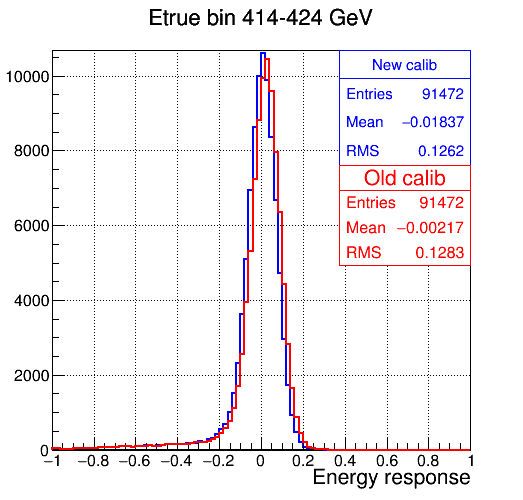 Etrue bin 414-424 GeV
New calib
Entries 91472
Mean −0.01837
RMS 0.1262
Old calib
Entries 91472
Mean −0.00217
RMS 0.1283
10000
8000
6000
4000
2000
0
−1 −0.8 −0.6 −0.4 −0.2 0 0.2 0.4 0.6 0.8 1
Energy response